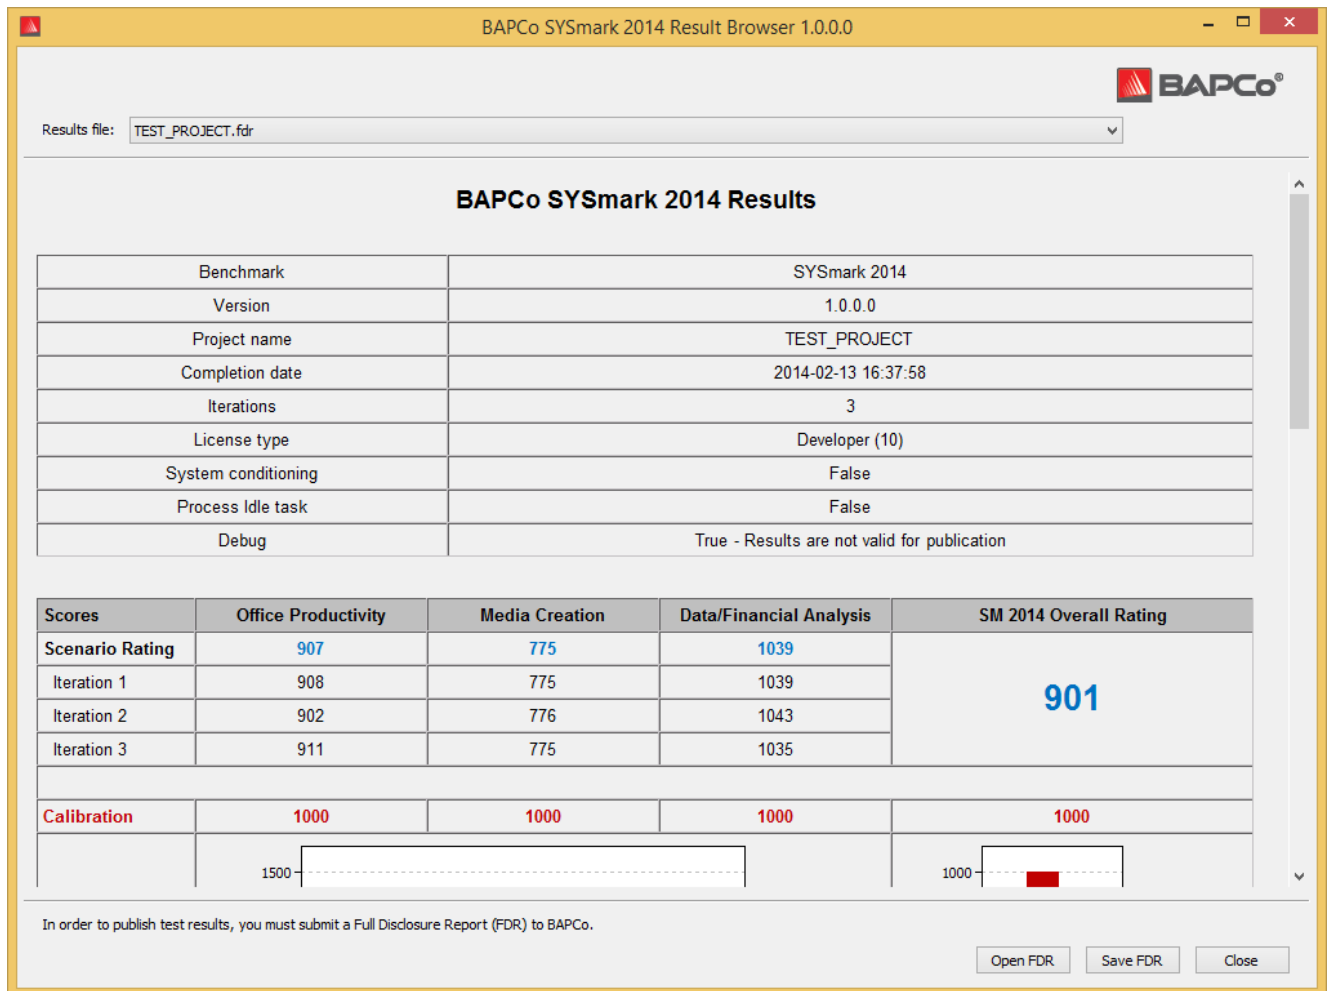 BAPCo SYSmark 2014 Result Browser 1.0.0.0
BAPCo®
Results file: TEST_PROJECT.fdr
BAPCo SYSmark 2014 Results
Benchmark SYSmark 2014
Version 1.0.0.0
Project name TEST_PROJECT
Completion date 2014-02-13 16:37:58
Iterations 3
License type Developer (10)
System conditioning False
Process Idle task False
Debug True - Results are not valid for publication
Scores Office Productivity Media Creation Data/Financial Analysis SM 2014 Overall Rating
Scenario Rating 907 775 1039
Iteration 1 908 775 1039
901
Iteration 2 902 776 1043
Iteration 3 911 775 1035
Calibration 1000 1000 1000 1000
1500 1000
In order to publish test results, you must submit a Full Disclosure Report (FDR) to BAPCo.
Open FDR Save FDR Close